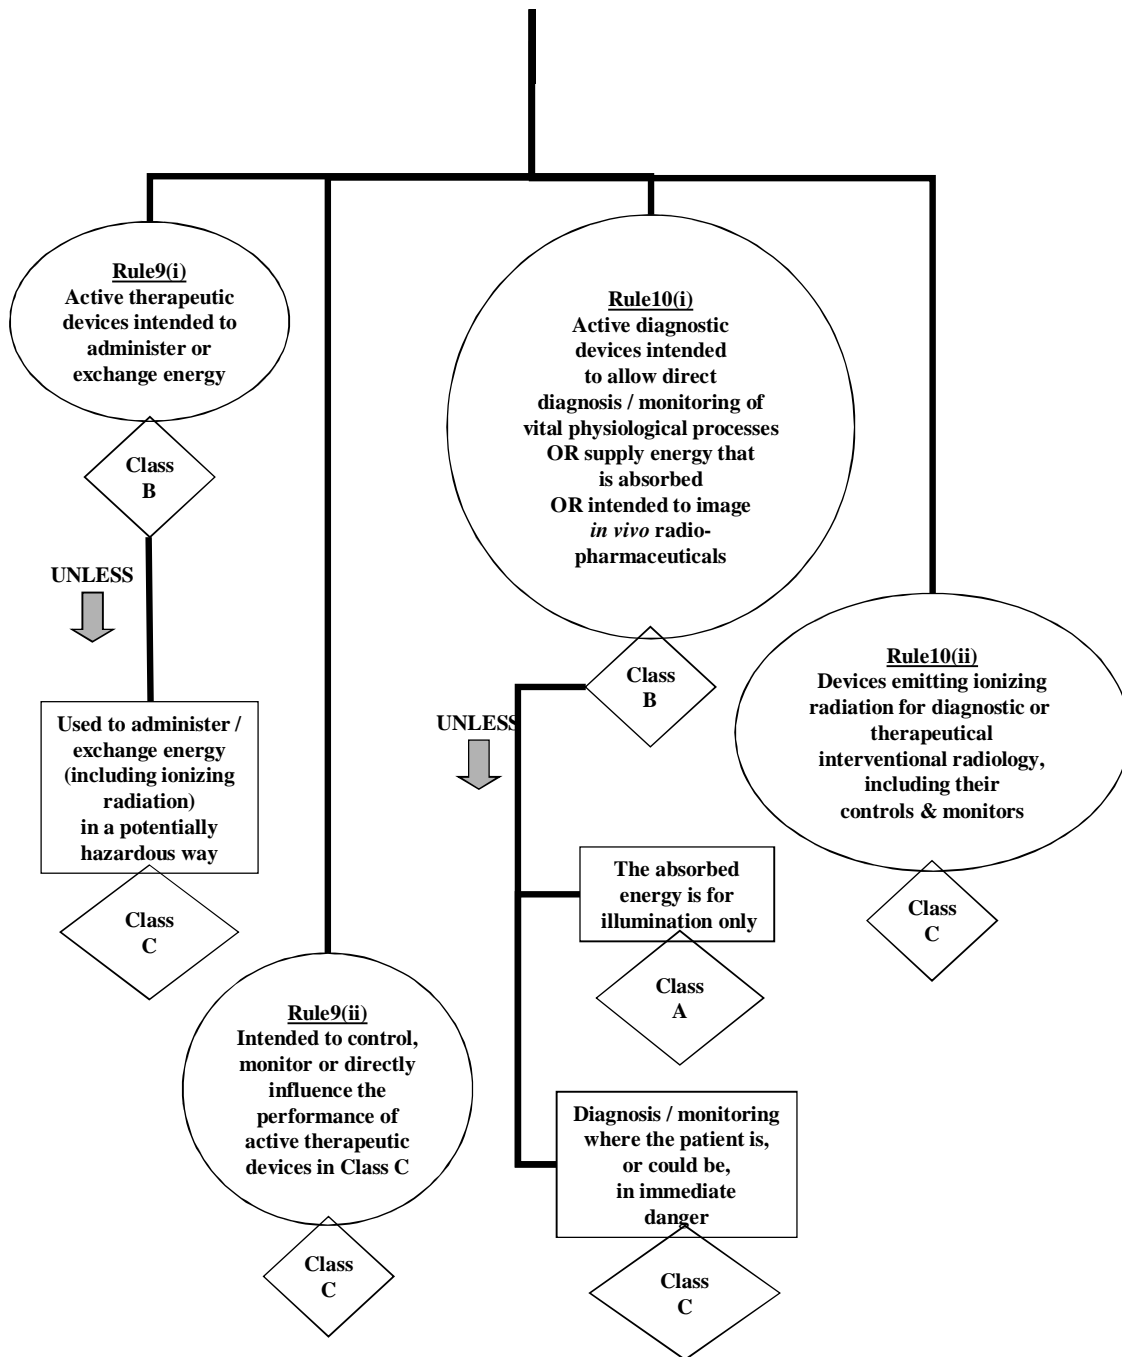 Rule9(i)
Active therapeutic
devices intended to
administer or
exchange energy
Class
B
UNLESS
Used to administer /
exchange energy
(including ionizing
radiation)
in a potentially
hazardous way
Class
C
Rule9(ii)
Intended to control,
monitor or directly
influence the
performance of
active therapeutic
devices in Class C
Class
C
Rule10(i)
Active diagnostic
devices intended
to allow direct
diagnosis / monitoring of
vital physiological processes
OR supply energy that
is absorbed
OR intended to image
in vivo radio-
pharmaceuticals
Class
B
UNLESS
The absorbed
energy is for
illumination only
Class
A
Diagnosis / monitoring
where the patient is,
or could be,
in immediate
danger
Class
C
Rule10(ii)
Devices emitting ionizing
radiation for diagnostic or
therapeutical
interventional radiology,
including their
controls & monitors
Class
C